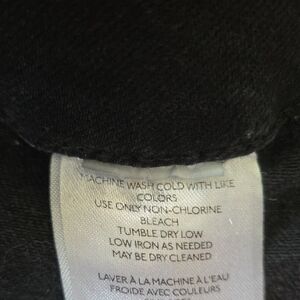 MACHINE WASH COLD WITH LIKE
COLORS
USE ONLY NON-CHLORINE
BLEACH
TUMBLE DRY LOW
LOW IRON AS NEEDED
MAY BE DRY CLEANED
LAVER À LA MACHINE À L'EAU
FROIDE AVEC COULEURS